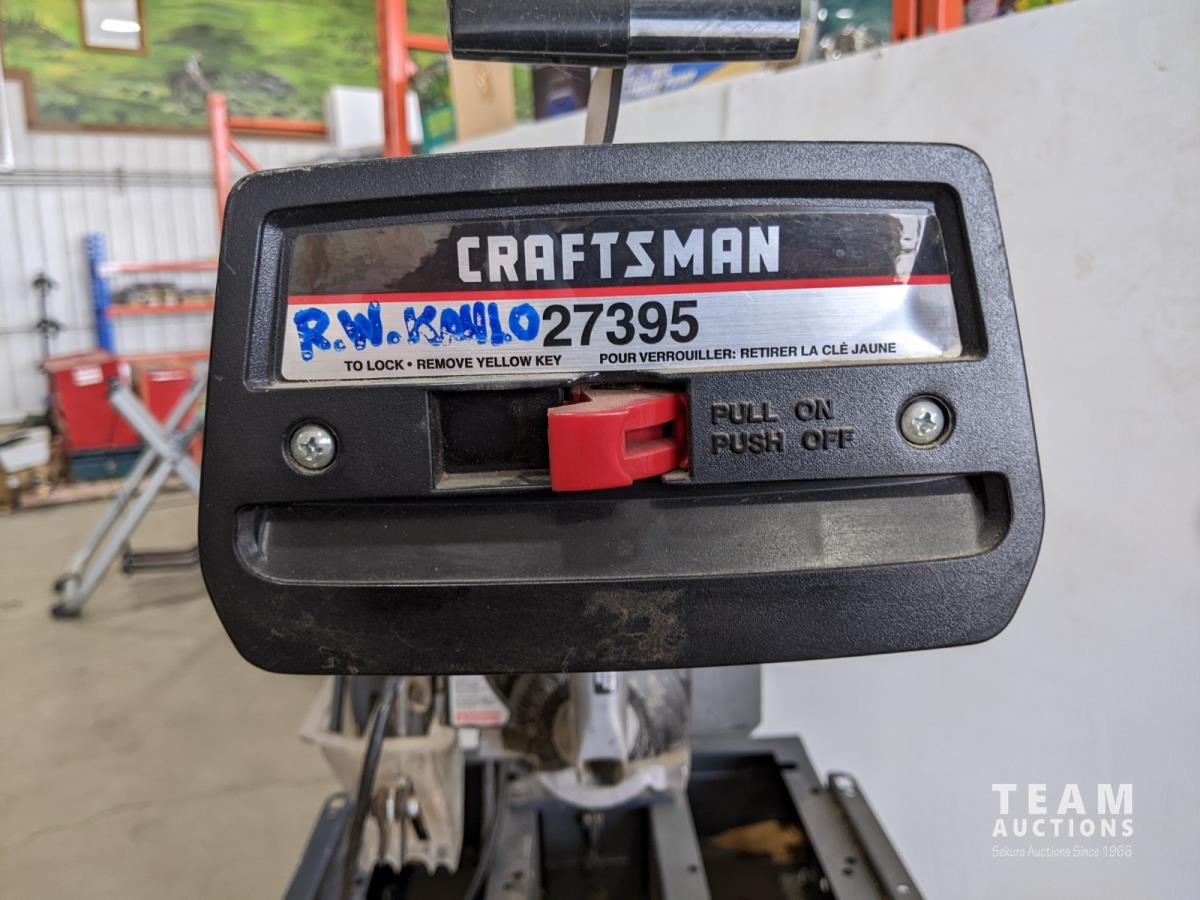 CRAFTSMAN
R.W. 27395
TO LOCK • REMOVE YELLOW KEY POUR VERROUILLER: RETIRER LA CLÉ JAUNE
PULL ON
PUSH OFF
TEAM
AUCTIONS
Sekura Auctions Since 1966